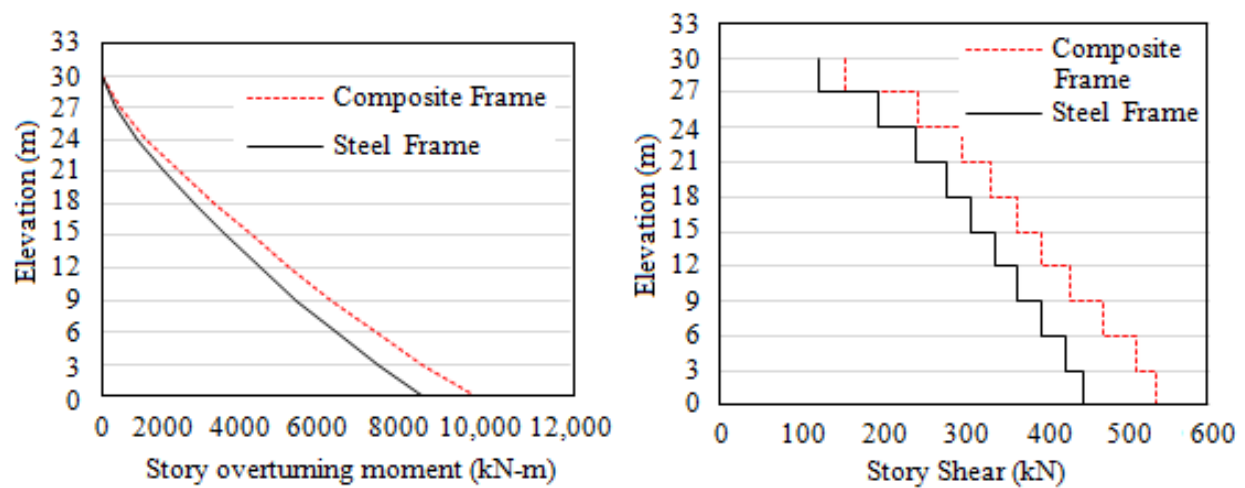 33
30
27
24
21
18
15
12
9
6
3
0
Elevation (m)
Composite Frame
Steel Frame
0 2000 4000 6000 8000 10,000 12,000
Story overturning moment (kN-m)
33
30
27
24
21
18
15
12
9
6
3
0
Elevation (m)
Composite
Frame
Steel Frame
0 100 200 300 400 500 600
Story Shear (kN)